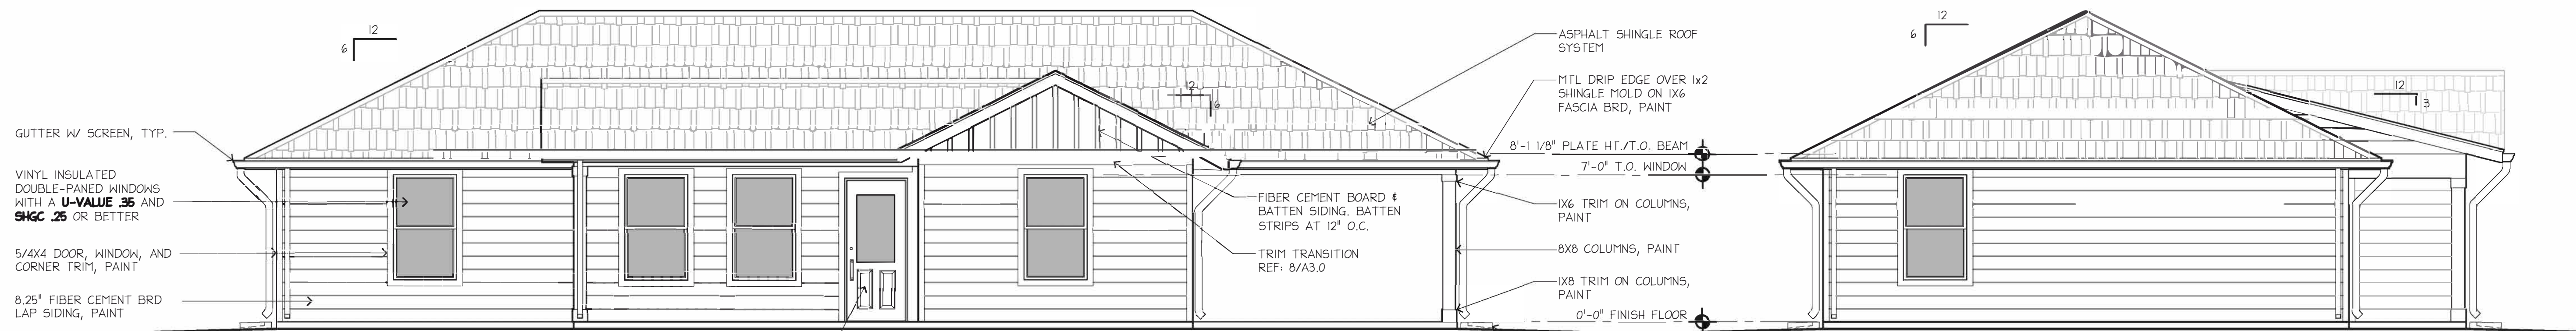 12
6
GUTTER W/ SCREEN, TYP.
VINYL INSULATED
DOUBLE-PANED WINDOWS
WITH A U-VALUE .35 AND
SHGC .25 OR BETTER
5/4X4 DOOR, WINDOW, AND
CORNER TRIM, PAINT
8.25" FIBER CEMENT BRD
LAP SIDING, PAINT
12
6
FIBER CEMENT BOARD &
BATTEN SIDING. BATTEN
STRIPS AT 12" O.C.
TRIM TRANSITION
REF: 8/A3.0
ASPHALT SHINGLE ROOF
SYSTEM
MTL DRIP EDGE OVER 1x2
SHINGLE MOLD ON 1X6
FASCIA BRD, PAINT
8'-1 1/8" PLATE HT./T.O. BEAM
7'-0" T.O. WINDOW
1X6 TRIM ON COLUMNS,
PAINT
8X8 COLUMNS, PAINT
1X8 TRIM ON COLUMNS,
PAINT
0'-0" FINISH FLOOR
12
6
12
3